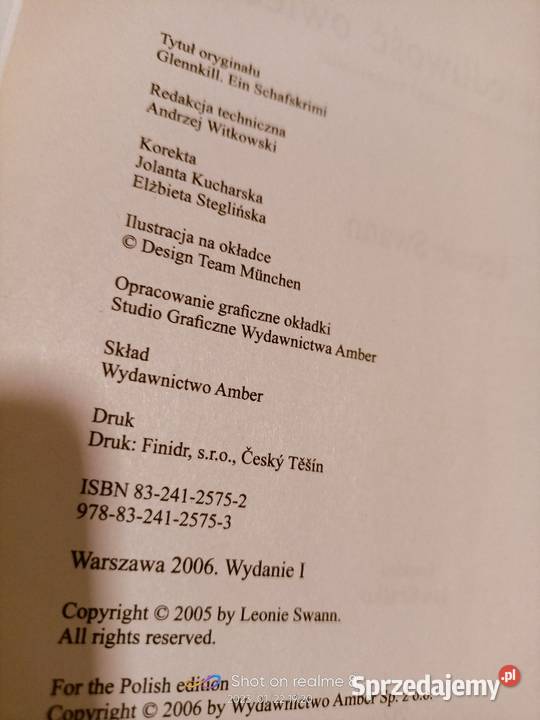 Tytuł oryginału
Glennkill. Ein Schafskrimi
Redakcja techniczna
Andrzej Witkowski
Korekta
Jolanta Kucharska
Elżbieta Steglińska
Ilustracja na okładce
© Design Team München
Opracowanie graficzne okładki
Studio Graficzne Wydawnictwa Amber
Skład
Wydawnictwo Amber
Druk
Druk: Finidr, s.r.o., Český Těšín
ISBN 83-241-2575-2
978-83-241-2575-3
Warszawa 2006. Wydanie I
Copyright © 2005 by Leonie Swann.
All rights reserved.
For the Polish edition
Copyright © 2006 by Wydawnictwo Amber Sp. z o.o.
Shot on realme 8
Sprzedajemy.pl